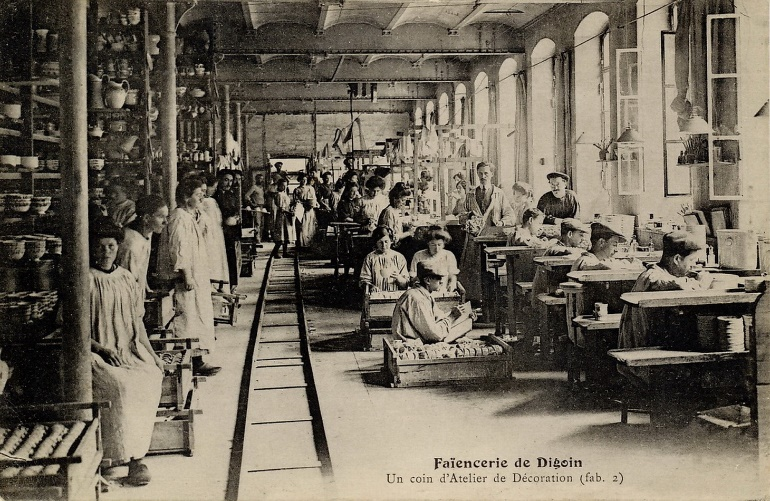 Faïencerie de Digoin
Un coin d'Atelier de Décoration (fab. 2)